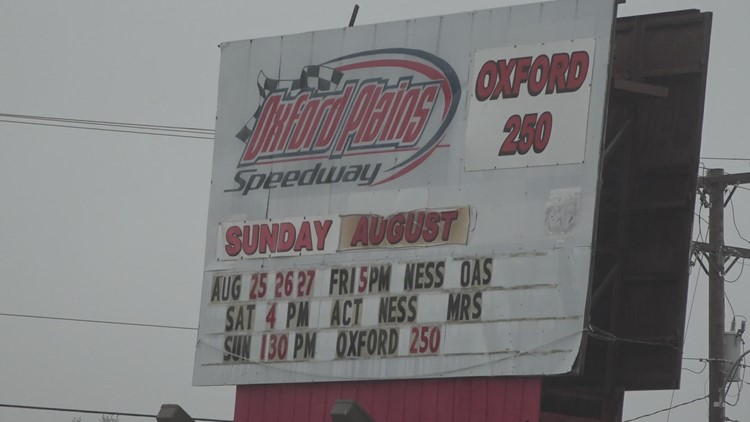 Oxford Plains
Speedway
OXFORD
250
SUNDAY AUGUST
AUG 25 26 27 FRI 5PM NESS OAS
SAT 4 PM ACT NESS MRS
SUN 130 PM OXFORD 250